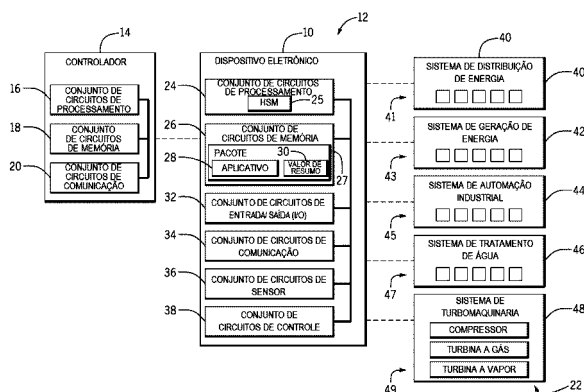 14
10
12
40
CONTROLADOR
16
CONJUNTO DE
CIRCUITOS DE
PROCESSAMENTO
18
CONJUNTO
DE CIRCUITOS
DE MEMÓRIA
20
CONJUNTO DE
CIRCUITOS DE
COMUNICAÇÃO
DISPOSITIVO ELETRÔNICO
24
CONJUNTO DE CIRCUITOS
DE PROCESSAMENTO
HSM
25
26
CONJUNTO DE
CIRCUITOS DE MEMÓRIA
PACOTE
30
28
APLICATIVO
VALOR DE
RESUMO
27
32
CONJUNTO DE CIRCUITOS DE
ENTRADA/SAÍDA (I/O)
34
CONJUNTO DE CIRCUITOS DE
COMUNICAÇÃO
36
CONJUNTO DE CIRCUITOS
DE SENSOR
38
CONJUNTO DE
CIRCUITOS DE CONTROLE
SISTEMA DE DISTRIBUIÇÃO
DE ENERGIA
40
41
SISTEMA DE GERAÇÃO DE
ENERGIA
42
43
SISTEMA DE AUTOMAÇÃO
INDUSTRIAL
44
45
SISTEMA DE TRATAMENTO
DE ÁGUA
46
47
SISTEMA DE
TURBOMAQUINARIA
48
COMPRESSOR
TURBINA A GÁS
TURBINA A VAPOR
49
22